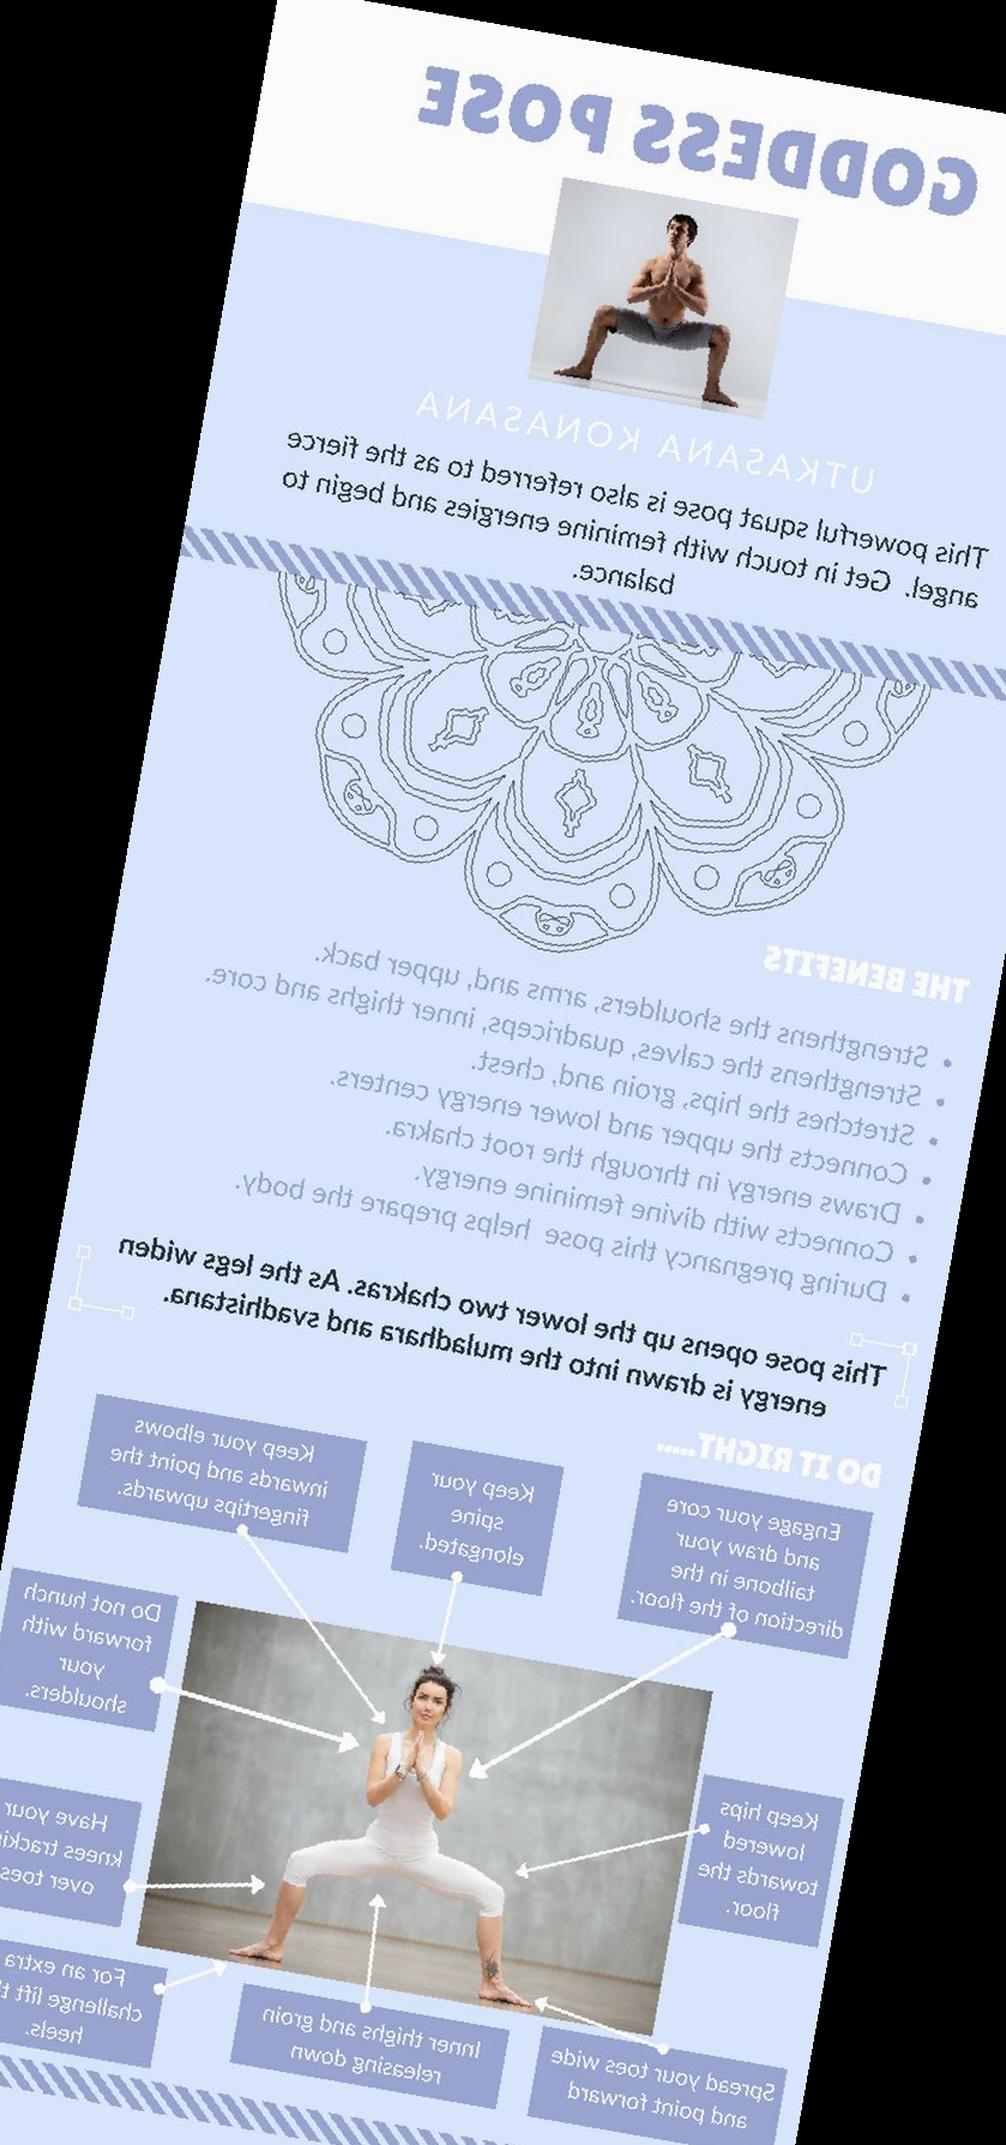 GODDESS POSE
UTKASANA KONASANA
This powerful squat pose is also referred to as the fierce
angel. Get in touch with feminine energies and begin to
balance.
THE BENEFITS
• Strengthens the shoulders, arms and, upper back.
• Strengthens the calves, quadriceps, inner thighs and core.
• Stretches the hips, groin and, chest.
• Connects the upper and lower energy centers.
• Draws energy in through the root chakra.
• Connects with divine feminine energy.
• During pregnancy this pose helps prepare the body.
This pose opens up the lower two chakras. As the legs widen
energy is drawn into the muladhara and svadhistana.
DO IT RIGHT.....
Engage your core
and draw your
tailbone in the
direction of the floor.
Keep your
spine
elongated.
Keep your elbows
inwards and point the
fingertips upwards.
Do not hunch
forward with
your
shoulders.
Keep hips
lowered
towards the
floor.
Have your
knees
over toes
For an extra
challenge lift
heels.
Inner thighs and groin
releasing down
Spread your toes wide
and point forward